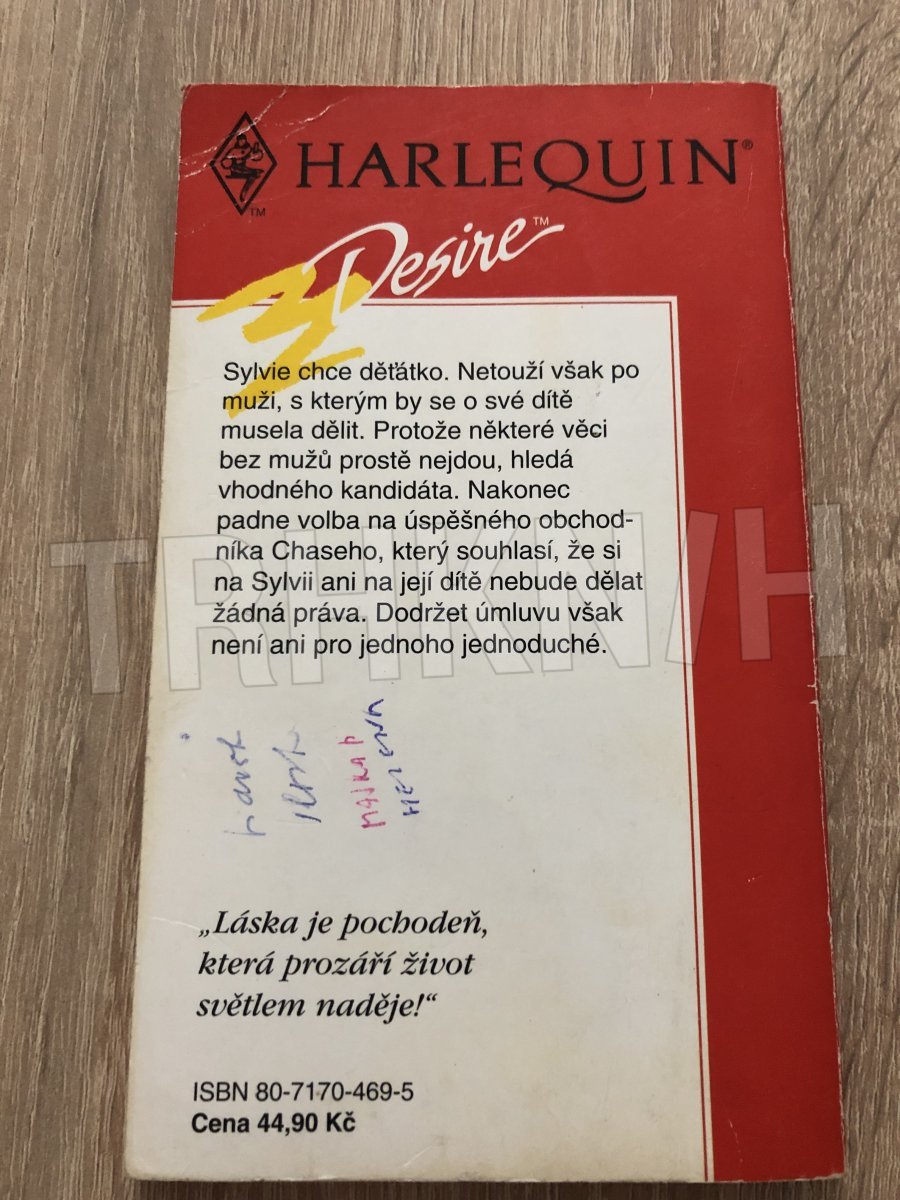 HARLEQUIN®
Desire™
TM
Sylvie chce děťátko. Netouží však po
muži, s kterým by se o své dítě
musela dělit. Protože některé věci
bez mužů prostě nejdou, hledá
vhodného kandidáta. Nakonec
padne volba na úspěšného obchod-
níka Chaseho, který souhlasí, že si
na Sylvii ani na její dítě nebude dělat
žádná práva. Dodržet úmluvu však
není ani pro jednoho jednoduché.
„Láska je pochodeň,
která prozáří život
světlem naděje!“
ISBN 80-7170-469-5
Cena 44,90 Kč